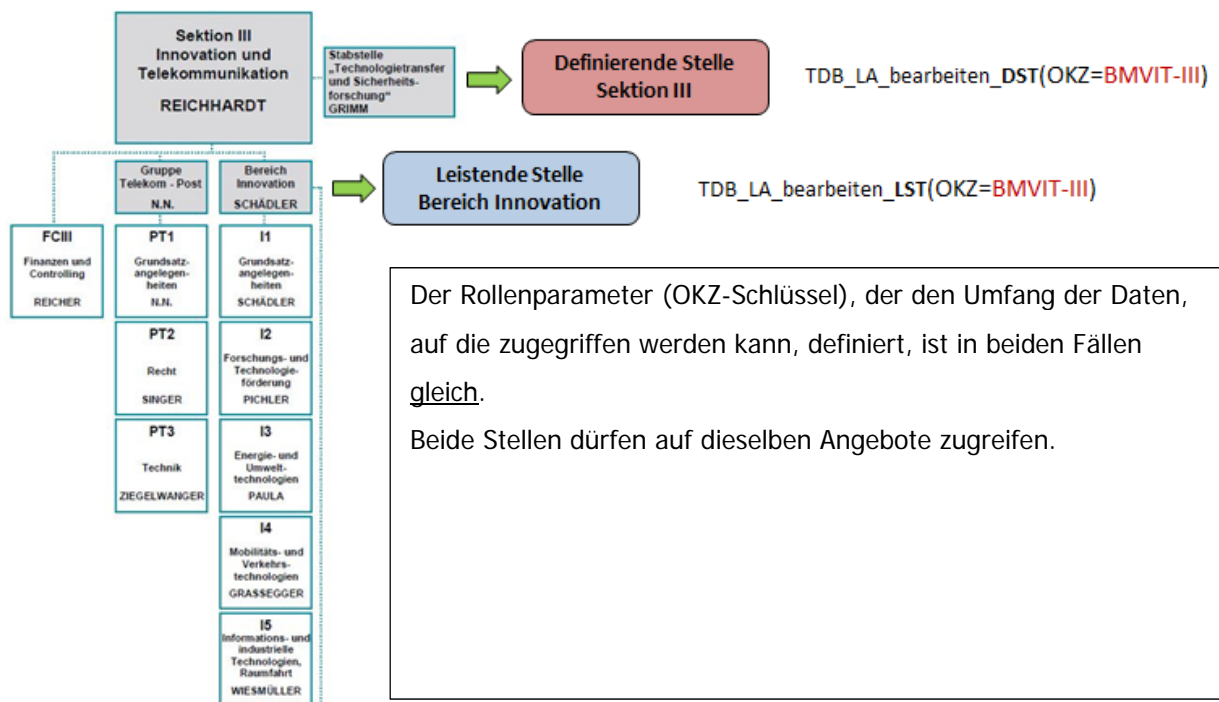 Sektion III
Innovation und
Telekommunikation
REICHHARDT
Stabstelle
„Technologietransfer
und Sicherheits-
forschung“
GRIMM
Definierende Stelle
Sektion III
TDB_LA_bearbeiten_DST(OKZ=BMVIT-III)
Gruppe
Telekom - Post
N.N.
Bereich
Innovation
SCHÄDLER
Leistende Stelle
Bereich Innovation
TDB_LA_bearbeiten_LST(OKZ=BMVIT-III)
FCIII
Finanzen und
Controlling
REICHER
PT1
Grundsatz-
angelegen-
heiten
N.N.
I1
Grundsatz-
angelegen-
heiten
SCHÄDLER
PT2
Recht
SINGER
I2
Forschungs- und
Technologie-
förderung
PICHLER
PT3
Technik
ZIEGELWANGER
I3
Energie- und
Umwelt-
technologien
PAULA
I4
Mobilitäts- und
Verkehrs-
technologien
GRASSEGGER
I5
Informations- und
industrielle
Technologien,
Raumfahrt
WIESMÜLLER
Der Rollenparameter (OKZ-Schlüssel), der den Umfang der Daten,
auf die zugegriffen werden kann, definiert, ist in beiden Fällen
gleich.
Beide Stellen dürfen auf dieselben Angebote zugreifen.